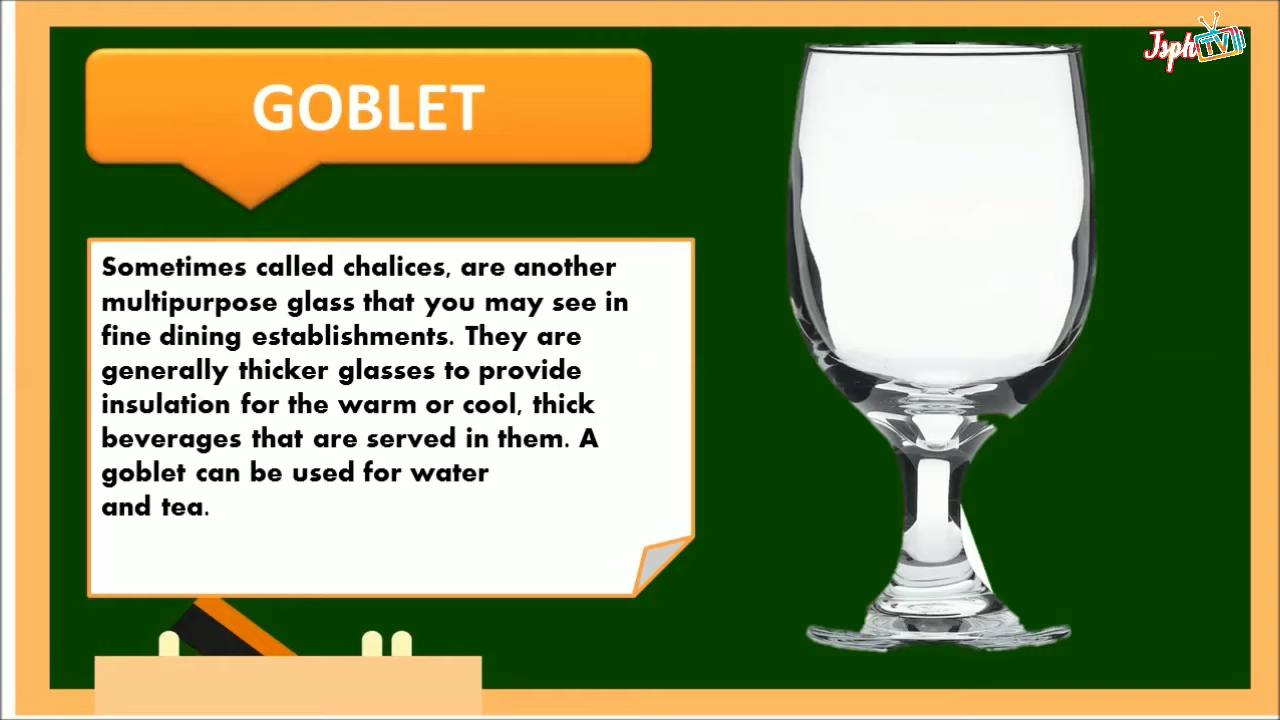 Jsph TV
GOBLET
Sometimes called chalices, are another
multipurpose glass that you may see in
fine dining establishments. They are
generally thicker glasses to provide
insulation for the warm or cool, thick
beverages that are served in them. A
goblet can be used for water
and tea.